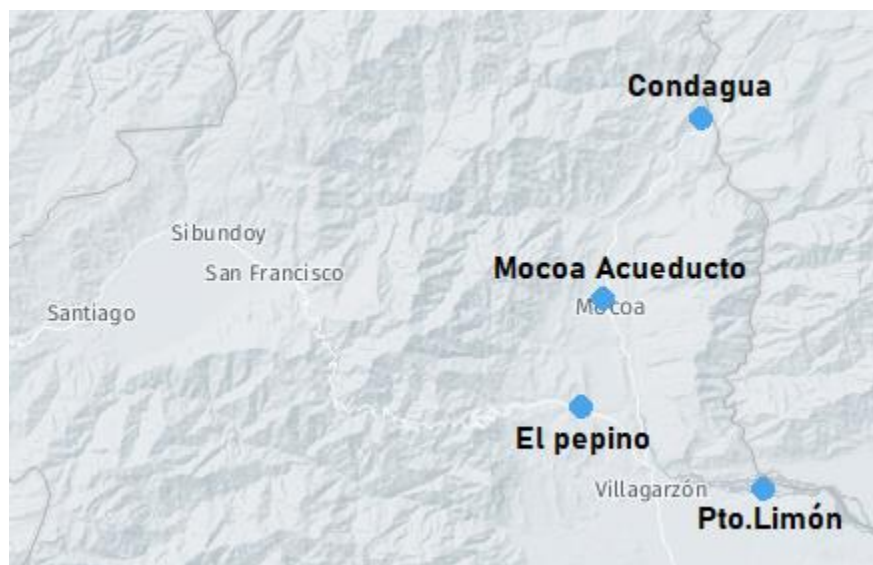 Condagua
Sibundoy
San Francisco
Mocoa Acueducto
Santiago
Mocoa
El pepino
Villagarzón
Pto.Limón